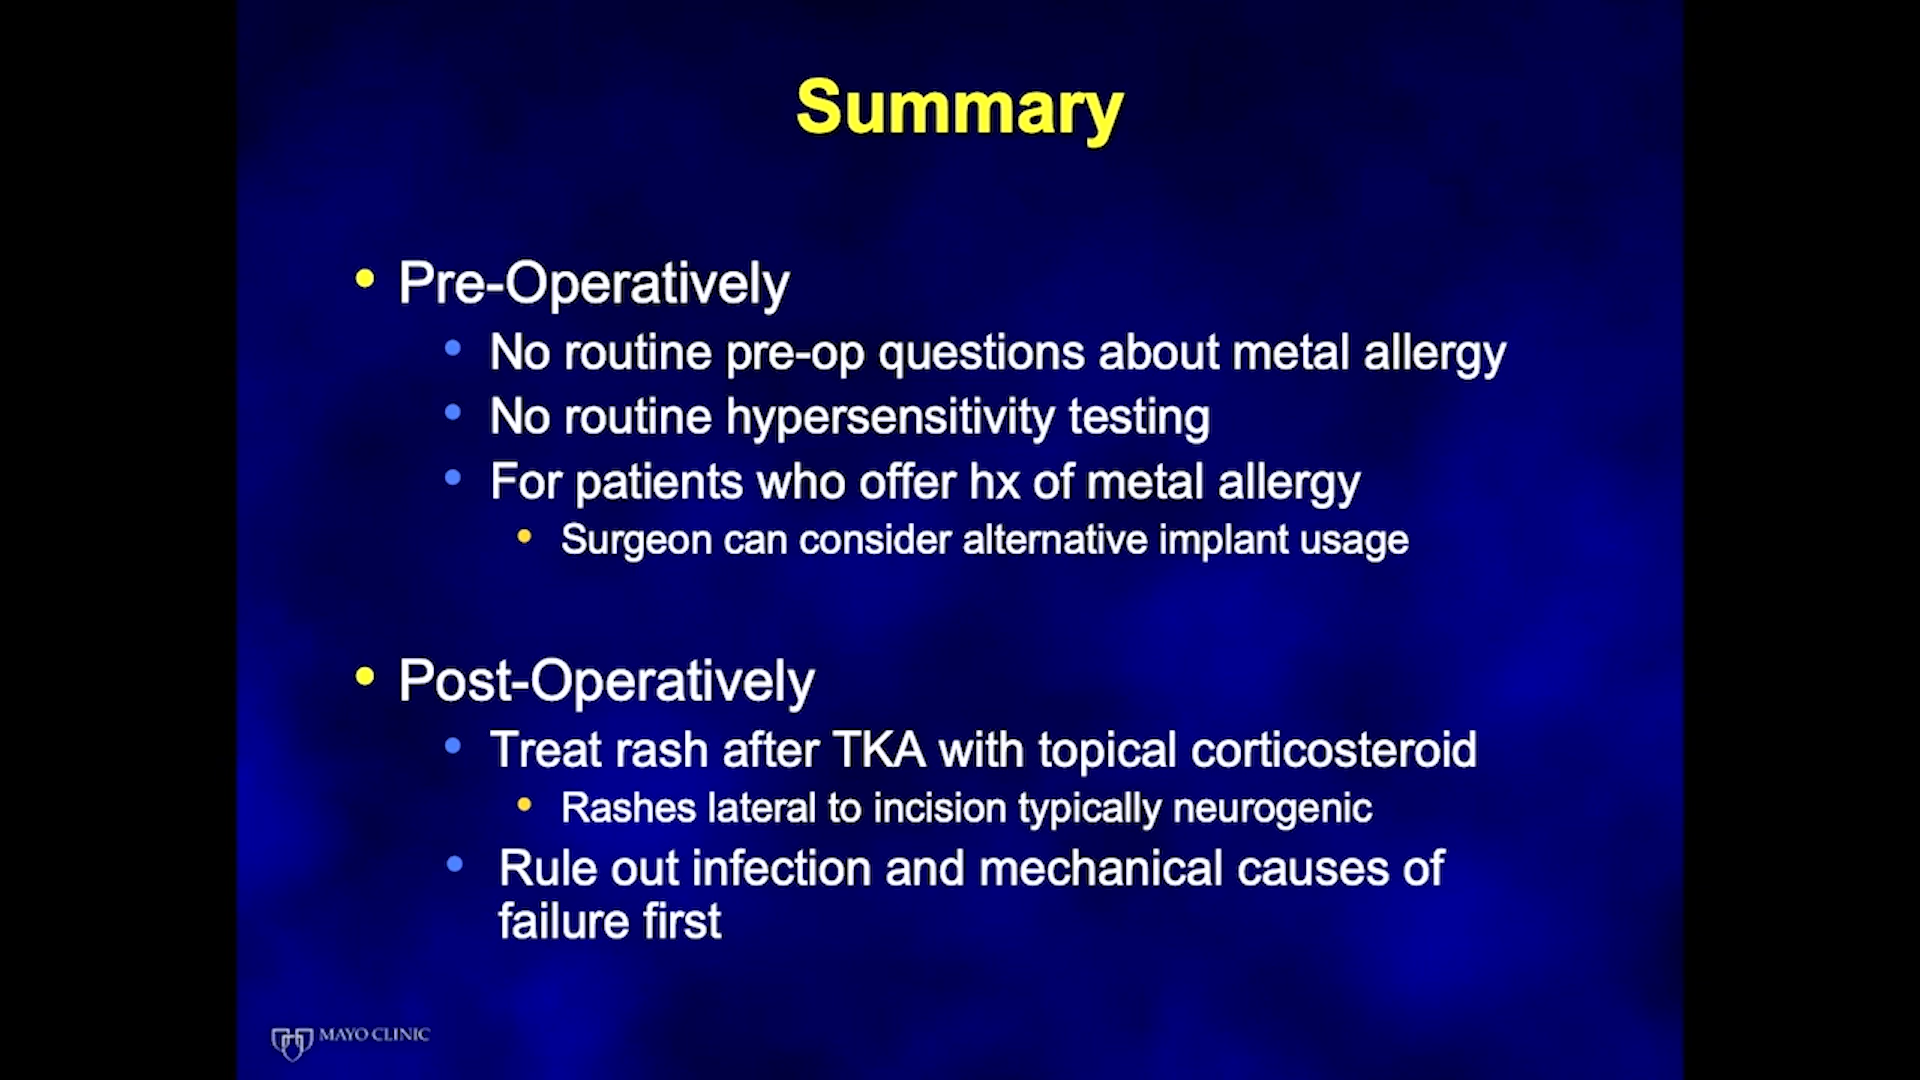 Summary
• Pre-Operatively
• No routine pre-op questions about metal allergy
• No routine hypersensitivity testing
• For patients who offer hx of metal allergy
• Surgeon can consider alternative implant usage
• Post-Operatively
• Treat rash after TKA with topical corticosteroid
• Rashes lateral to incision typically neurogenic
• Rule out infection and mechanical causes of
failure first
MAYO CLINIC